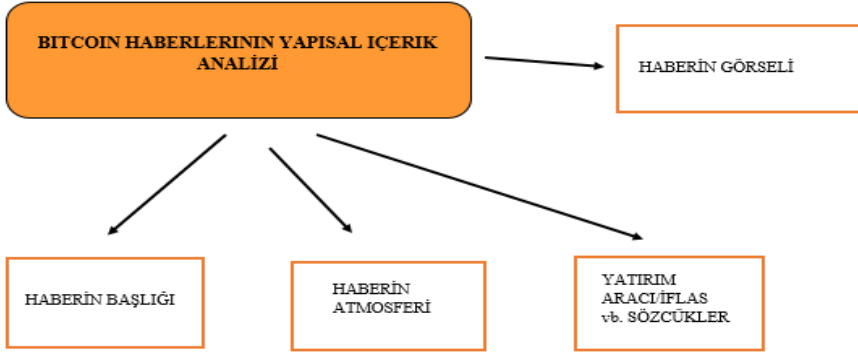 BITCOIN HABERLERININ YAPISAL IÇERIK
ANALİZİ
HABERİN GÖRSELİ
HABERİN BAŞLIĞI
HABERİN
ATMOSFERİ
YATIRIM
ARACI/İFLAS
vb. SÖZCÜKLER